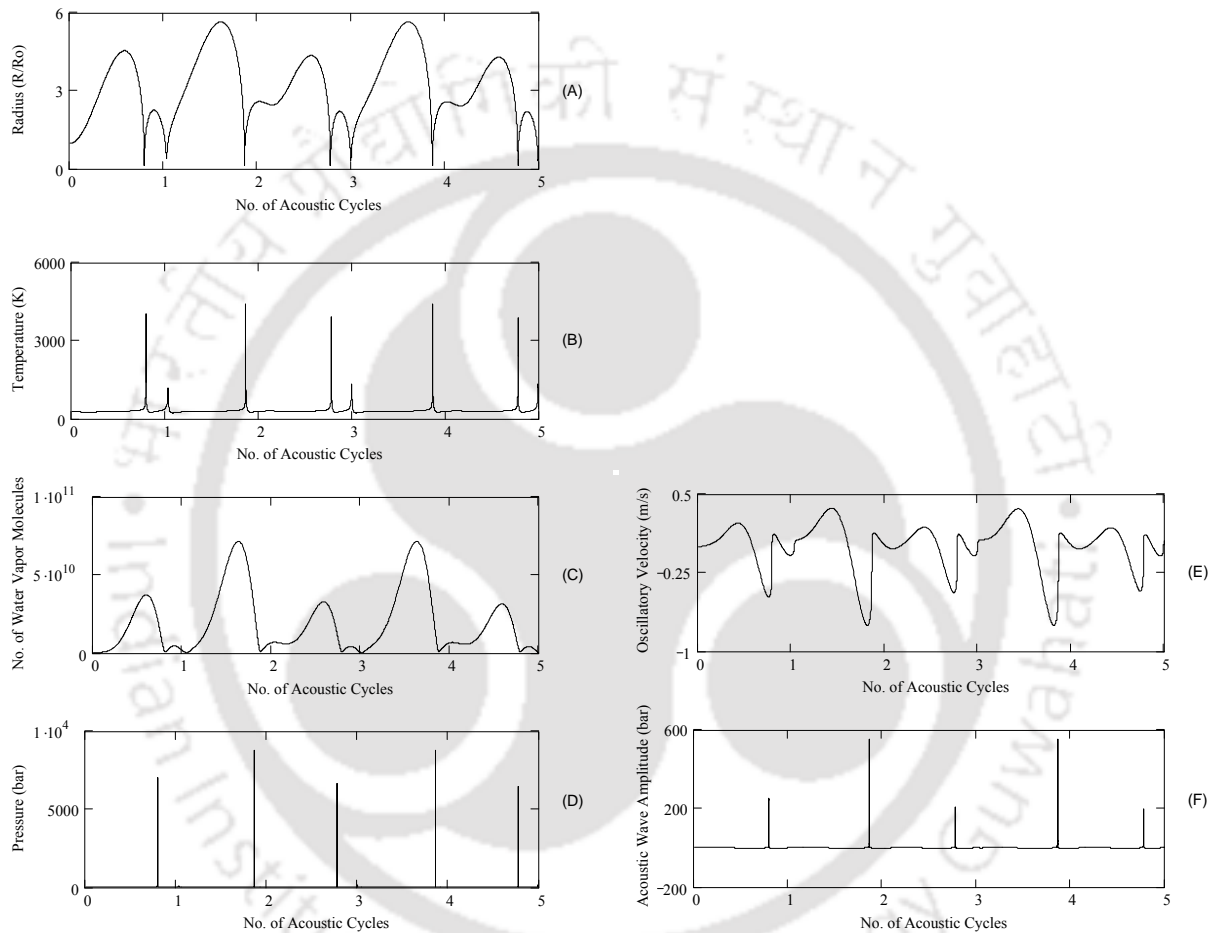 6
3
0
Radius (R/Ro)
0 1 2 3 4 5
No. of Acoustic Cycles
(A)
6000
3000
0
Temperature (K)
0 1 2 3 4 5
No. of Acoustic Cycles
(B)
1·10^11
5·10^10
0
No. of Water Vapor Molecules
0 1 2 3 4 5
No. of Acoustic Cycles
(C)
1·10^4
5000
0
Pressure (bar)
0 1 2 3 4 5
No. of Acoustic Cycles
(D)
0.5
−0.25
−1
Oscillatory Velocity (m/s)
0 1 2 3 4 5
No. of Acoustic Cycles
(E)
600
200
−200
Acoustic Wave Amplitude (bar)
0 1 2 3 4 5
No. of Acoustic Cycles
(F)
संस्थान गुवाहाटी
Indian Insti
y Guwahati